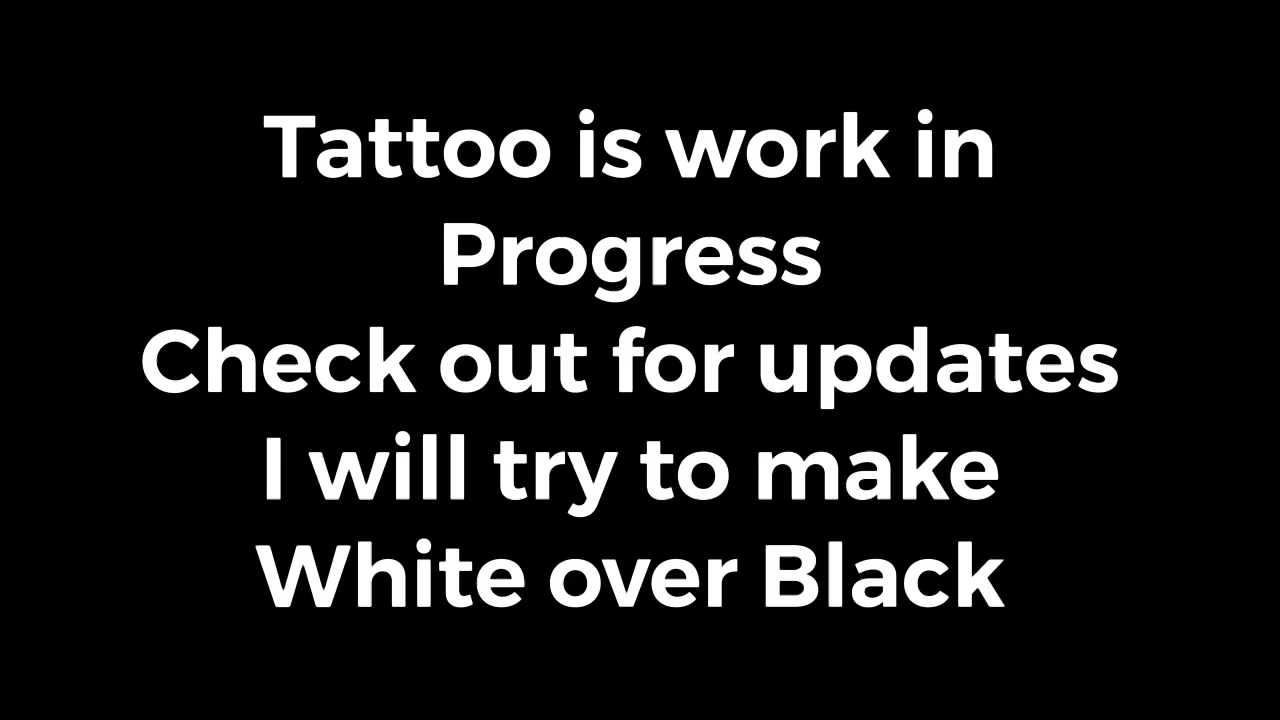 Tattoo is work in
Progress
Check out for updates
I will try to make
White over Black